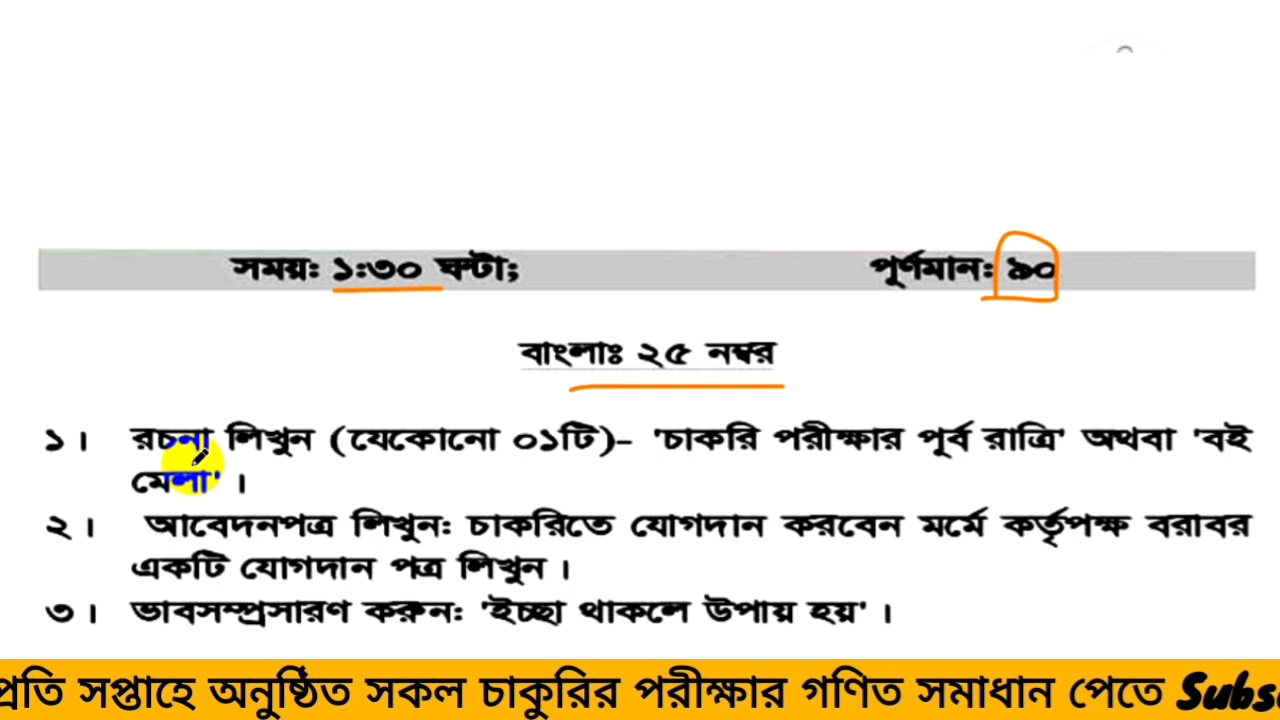 সময়: ১:৩০ ঘন্টা; পূর্ণমান: ৯০
বাংলাঃ ২৫ নম্বর
১। রচনা লিখুন (যেকোনো ০১টি)- 'চাকরি পরীক্ষার পূর্ব রাত্রি' অথবা 'বই
মেলা'।
২। আবেদনপত্র লিখুন: চাকরিতে যোগদান করবেন মর্মে কর্তৃপক্ষ বরাবর
একটি যোগদান পত্র লিখুন।
৩। ভাবসম্প্রসারণ করুন: 'ইচ্ছা থাকলে উপায় হয়'।
প্রতি সপ্তাহে অনুষ্ঠিত সকল চাকুরির পরীক্ষার গণিত সমাধান পেতে Subs